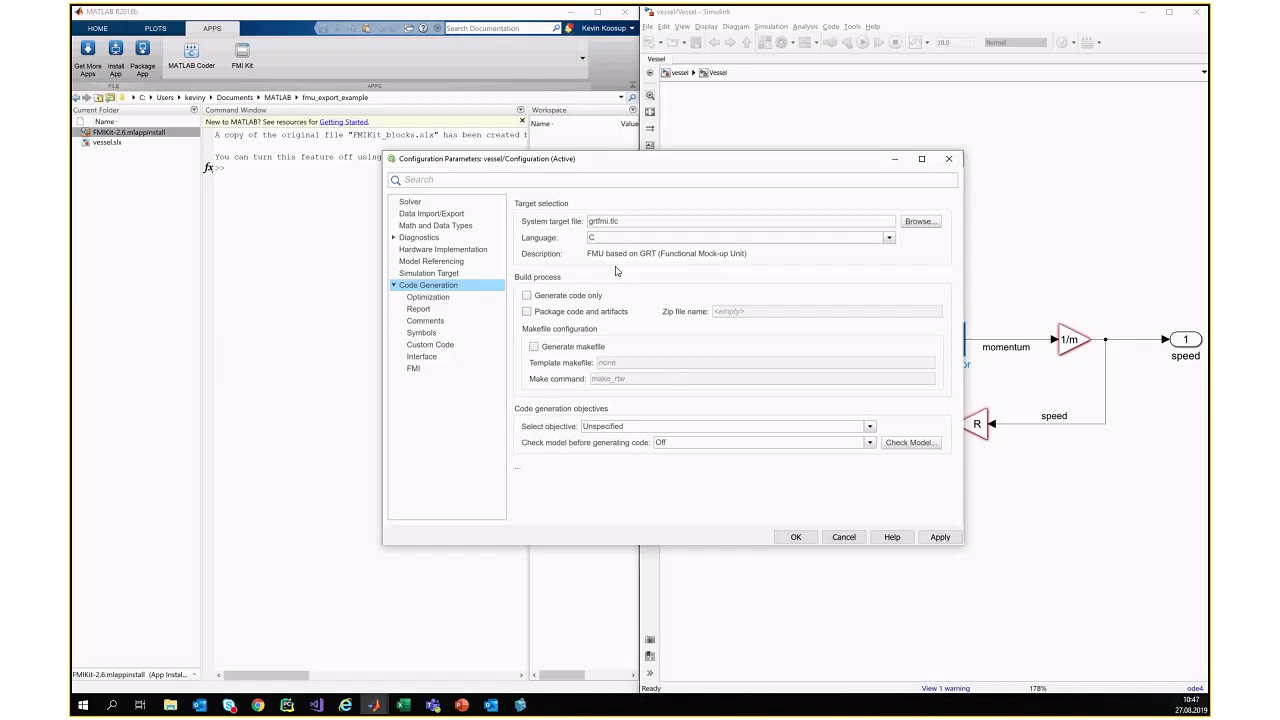 MATLAB R2018b
HOME PLOTS APPS Search Documentation Kevin Koosup
Get More Apps
Install App
Package App
MATLAB Coder
FMI Kit
FILE APPS
C: Users keviny Documents MATLAB fmu_export_example
Current Folder
Name
FMIKit-2.6.mlappinstall
vessel.slx
FMIKit-2.6.mlappinstall (App Instal...
Command Window
New to MATLAB? See resources for Getting Started.
A copy of the original file "FMIKit_blocks.slx" has been created b
You can turn this feature off using
fx >>
Workspace
Name Value
vessel/Vessel - Simulink
File Edit View Display Diagram Simulation Analysis Code Tools Help
10.0 Normal
Vessel
vessel Vessel
momentum
1/m
1
speed
speed
R
or
Ready View 1 warning 178% ode4
Configuration Parameters: vessel/Configuration (Active)
Search
Solver
Data Import/Export
Math and Data Types
Diagnostics
Hardware Implementation
Model Referencing
Simulation Target
Code Generation
Optimization
Report
Comments
Symbols
Custom Code
Interface
FMI
Target selection
System target file: grtfmi.tlc Browse...
Language: C
Description: FMU based on GRT (Functional Mock-up Unit)
Build process
Generate code only
Package code and artifacts Zip file name: <empty>
Makefile configuration
Generate makefile
Template makefile: none
Make command: make_rtw
Code generation objectives
Select objective: Unspecified
Check model before generating code: Off Check Model...
...
OK Cancel Help Apply
10:47
27.08.2019